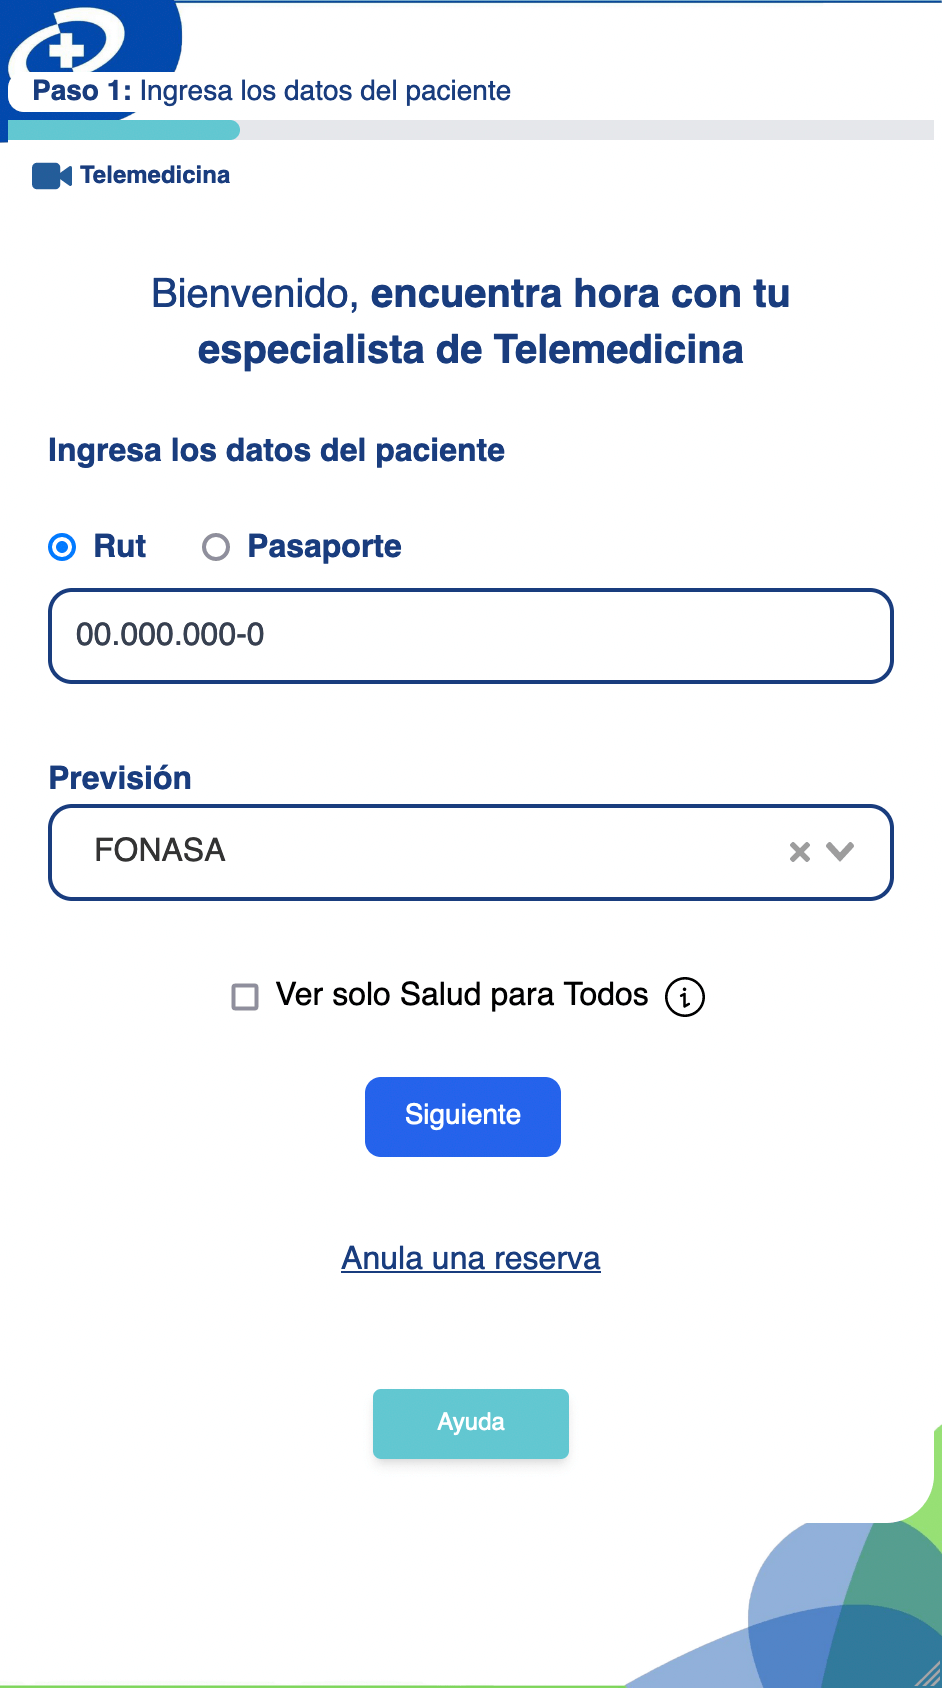 Paso 1: Ingresa los datos del paciente
Telemedicina
Bienvenido, encuentra hora con tu
especialista de Telemedicina
Ingresa los datos del paciente
Rut Pasaporte
00.000.000-0
Previsión
FONASA
Ver solo Salud para Todos
Siguiente
Anula una reserva
Ayuda